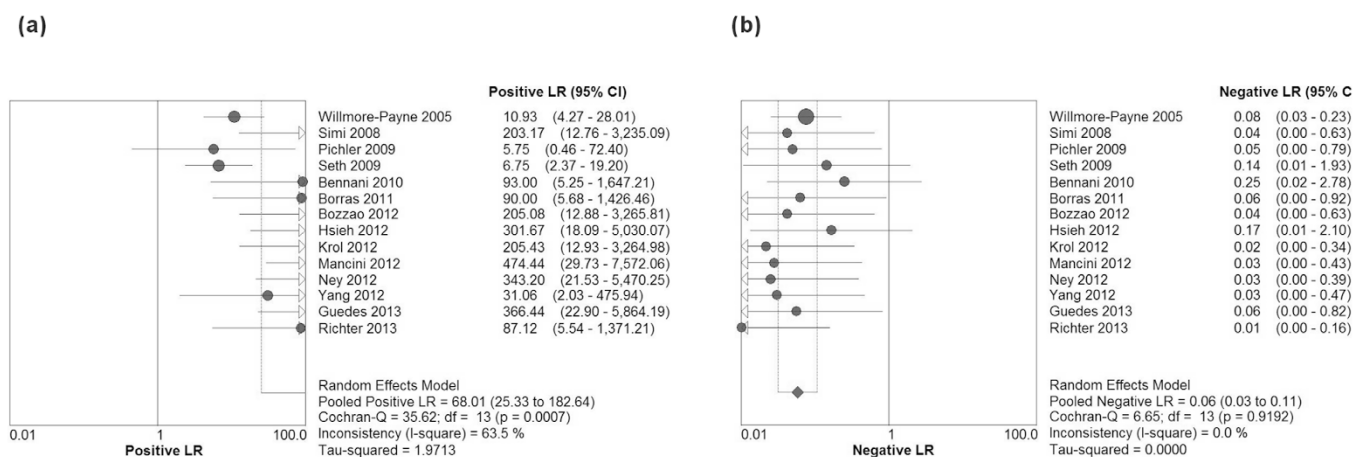 (a)
Positive LR (95% CI)
Willmore-Payne 2005 10.93 (4.27 - 28.01)
Simi 2008 203.17 (12.76 - 3,235.09)
Pichler 2009 5.75 (0.46 - 72.40)
Seth 2009 6.75 (2.37 - 19.20)
Bennani 2010 93.00 (5.25 - 1,647.21)
Borras 2011 90.00 (5.68 - 1,426.46)
Bozzao 2012 205.08 (12.88 - 3,265.81)
Hsieh 2012 301.67 (18.09 - 5,030.07)
Krol 2012 205.43 (12.93 - 3,264.98)
Mancini 2012 474.44 (29.73 - 7,572.06)
Ney 2012 343.20 (21.53 - 5,470.25)
Yang 2012 31.06 (2.03 - 475.94)
Guedes 2013 366.44 (22.90 - 5,864.19)
Richter 2013 87.12 (5.54 - 1,371.21)
Random Effects Model
Pooled Positive LR = 68.01 (25.33 to 182.64)
Cochran-Q = 35.62; df = 13 (p = 0.0007)
Inconsistency (I-square) = 63.5 %
Tau-squared = 1.9713
0.01 1 100.0
Positive LR
(b)
Negative LR (95% C
Willmore-Payne 2005 0.08 (0.03 - 0.23)
Simi 2008 0.04 (0.00 - 0.63)
Pichler 2009 0.05 (0.00 - 0.79)
Seth 2009 0.14 (0.01 - 1.93)
Bennani 2010 0.25 (0.02 - 2.78)
Borras 2011 0.06 (0.00 - 0.92)
Bozzao 2012 0.04 (0.00 - 0.63)
Hsieh 2012 0.17 (0.01 - 2.10)
Krol 2012 0.02 (0.00 - 0.34)
Mancini 2012 0.03 (0.00 - 0.43)
Ney 2012 0.03 (0.00 - 0.39)
Yang 2012 0.03 (0.00 - 0.47)
Guedes 2013 0.06 (0.00 - 0.82)
Richter 2013 0.01 (0.00 - 0.16)
Random Effects Model
Pooled Negative LR = 0.06 (0.03 to 0.11)
Cochran-Q = 6.65; df = 13 (p = 0.9192)
Inconsistency (I-square) = 0.0 %
Tau-squared = 0.0000
0.01 1 100.0
Negative LR